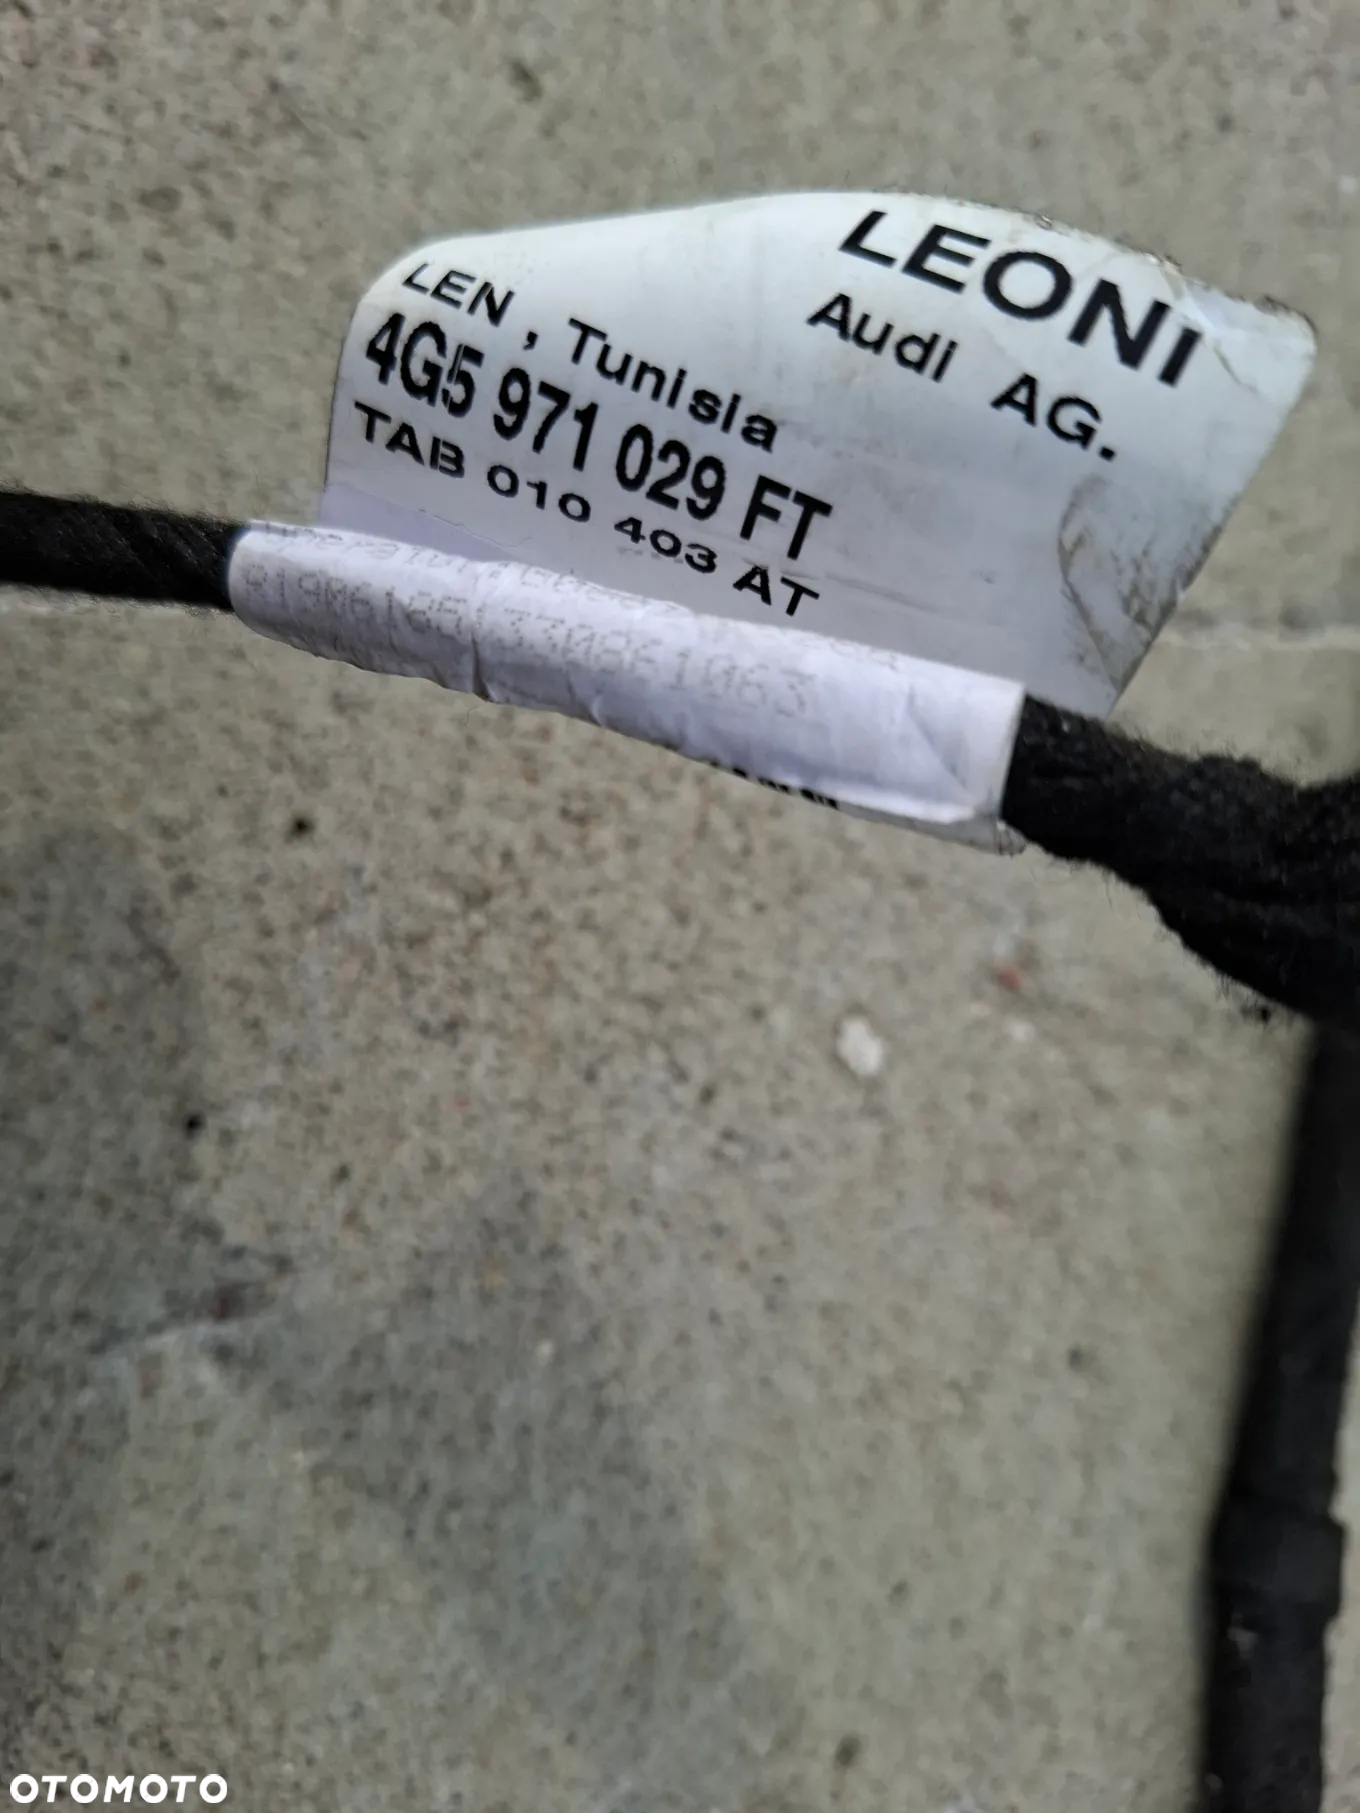 LEONI
Audi AG.
LEN , Tunisia
4G5 971 029 FT
TAB 010 403 AT
OTOMOTO